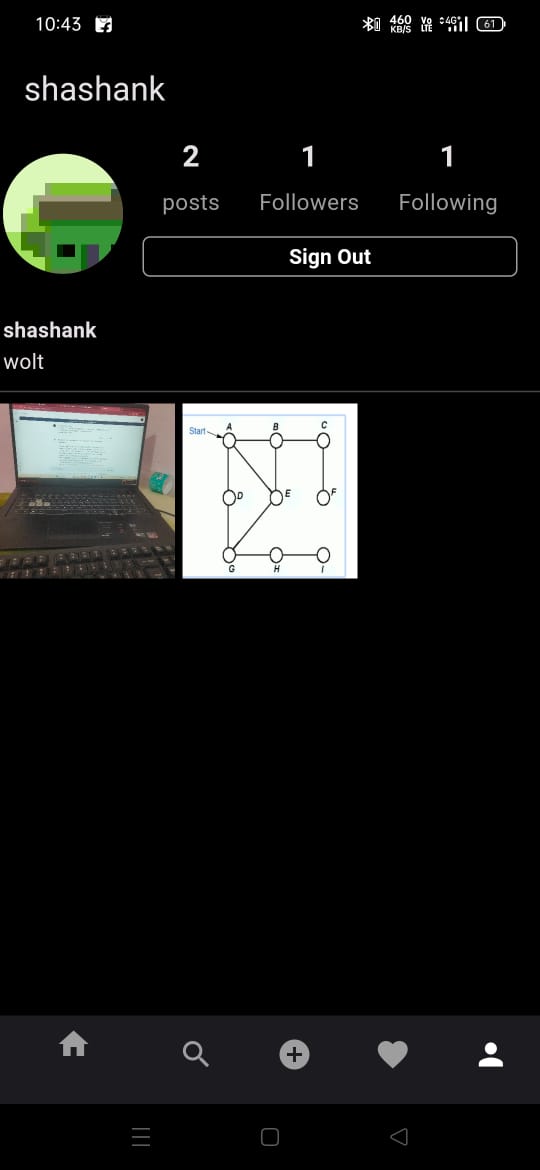 10:43 460 KB/S Vo LTE 4G+ 61
shashank
2 1 1
posts Followers Following
Sign Out
shashank
wolt
Start A B C
D E F
G H I